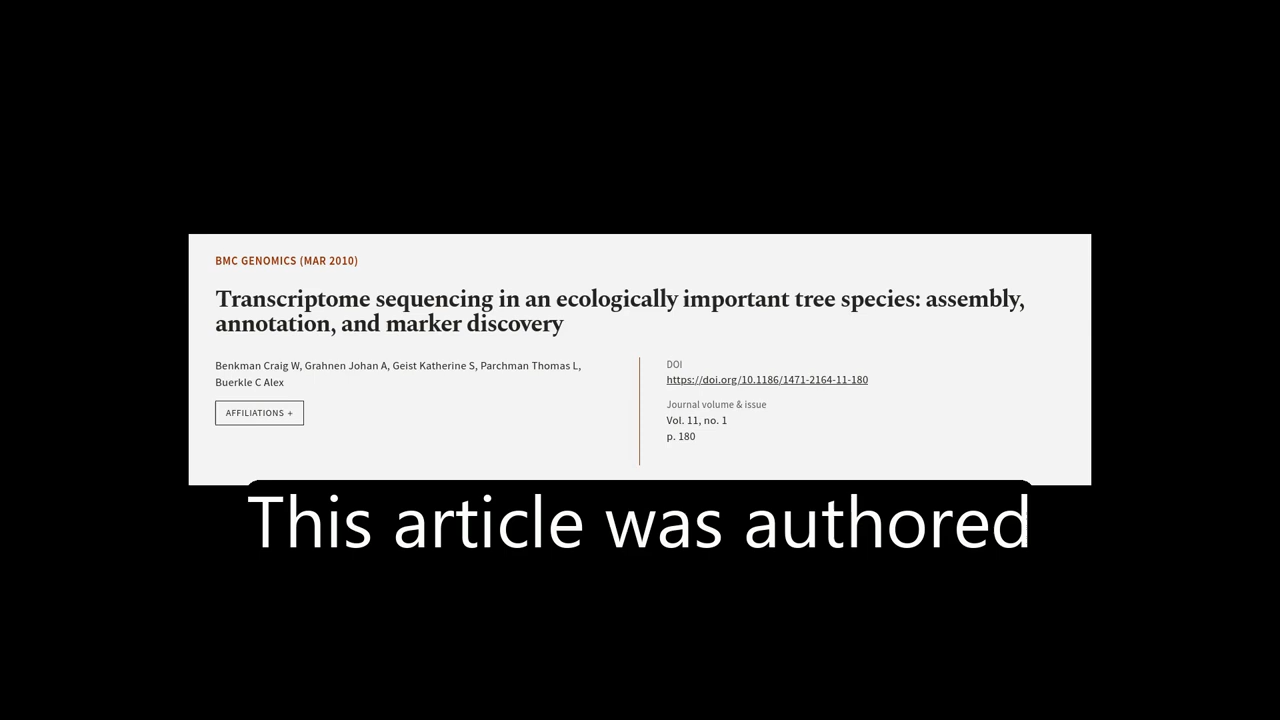 BMC GENOMICS (MAR 2010)
Transcriptome sequencing in an ecologically important tree species: assembly,
annotation, and marker discovery
Benkman Craig W, Grahnen Johan A, Geist Katherine S, Parchman Thomas L,
Buerkle C Alex
AFFILIATIONS +
DOI
https://doi.org/10.1186/1471-2164-11-180
Journal volume & issue
Vol. 11, no. 1
p. 180
This article was authored